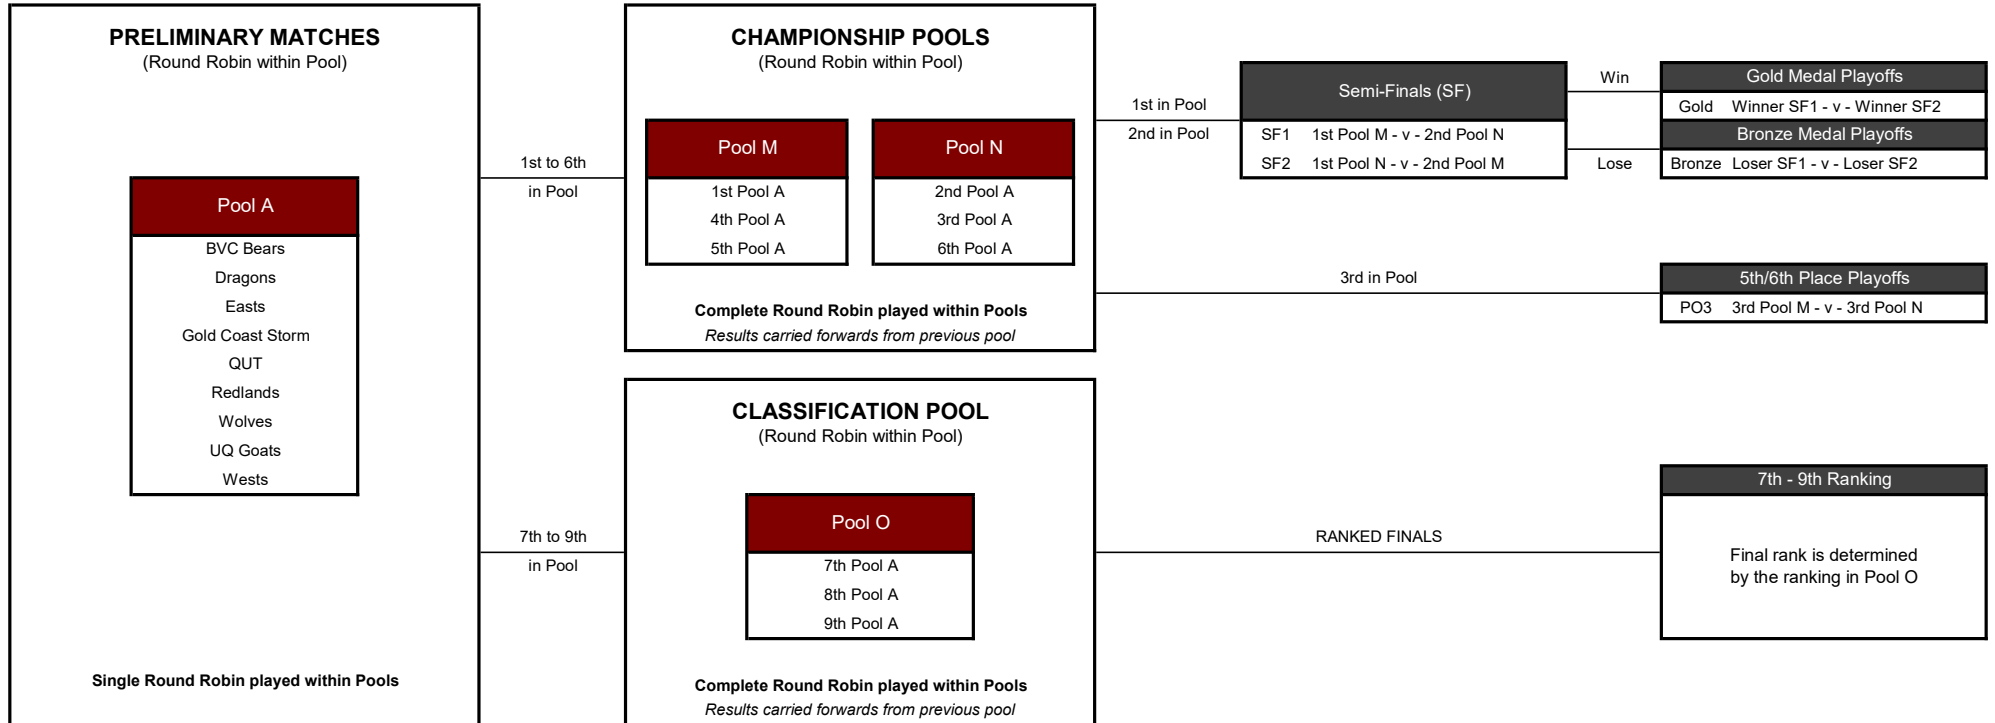 PRELIMINARY MATCHES
(Round Robin within Pool)
Pool A
BVC Bears
Dragons
Easts
Gold Coast Storm
QUT
Redlands
Wolves
UQ Goats
Wests
Single Round Robin played within Pools
1st to 6th
in Pool
7th to 9th
in Pool
CHAMPIONSHIP POOLS
(Round Robin within Pool)
Pool M
1st Pool A
4th Pool A
5th Pool A
Pool N
2nd Pool A
3rd Pool A
6th Pool A
Complete Round Robin played within Pools
Results carried forwards from previous pool
CLASSIFICATION POOL
(Round Robin within Pool)
Pool O
7th Pool A
8th Pool A
9th Pool A
Complete Round Robin played within Pools
Results carried forwards from previous pool
1st in Pool
2nd in Pool
Semi-Finals (SF)
SF1 1st Pool M - v - 2nd Pool N
SF2 1st Pool N - v - 2nd Pool M
Win
Lose
Gold Medal Playoffs
Gold Winner SF1 - v - Winner SF2
Bronze Medal Playoffs
Bronze Loser SF1 - v - Loser SF2
3rd in Pool
5th/6th Place Playoffs
PO3 3rd Pool M - v - 3rd Pool N
RANKED FINALS
7th - 9th Ranking
Final rank is determined
by the ranking in Pool O